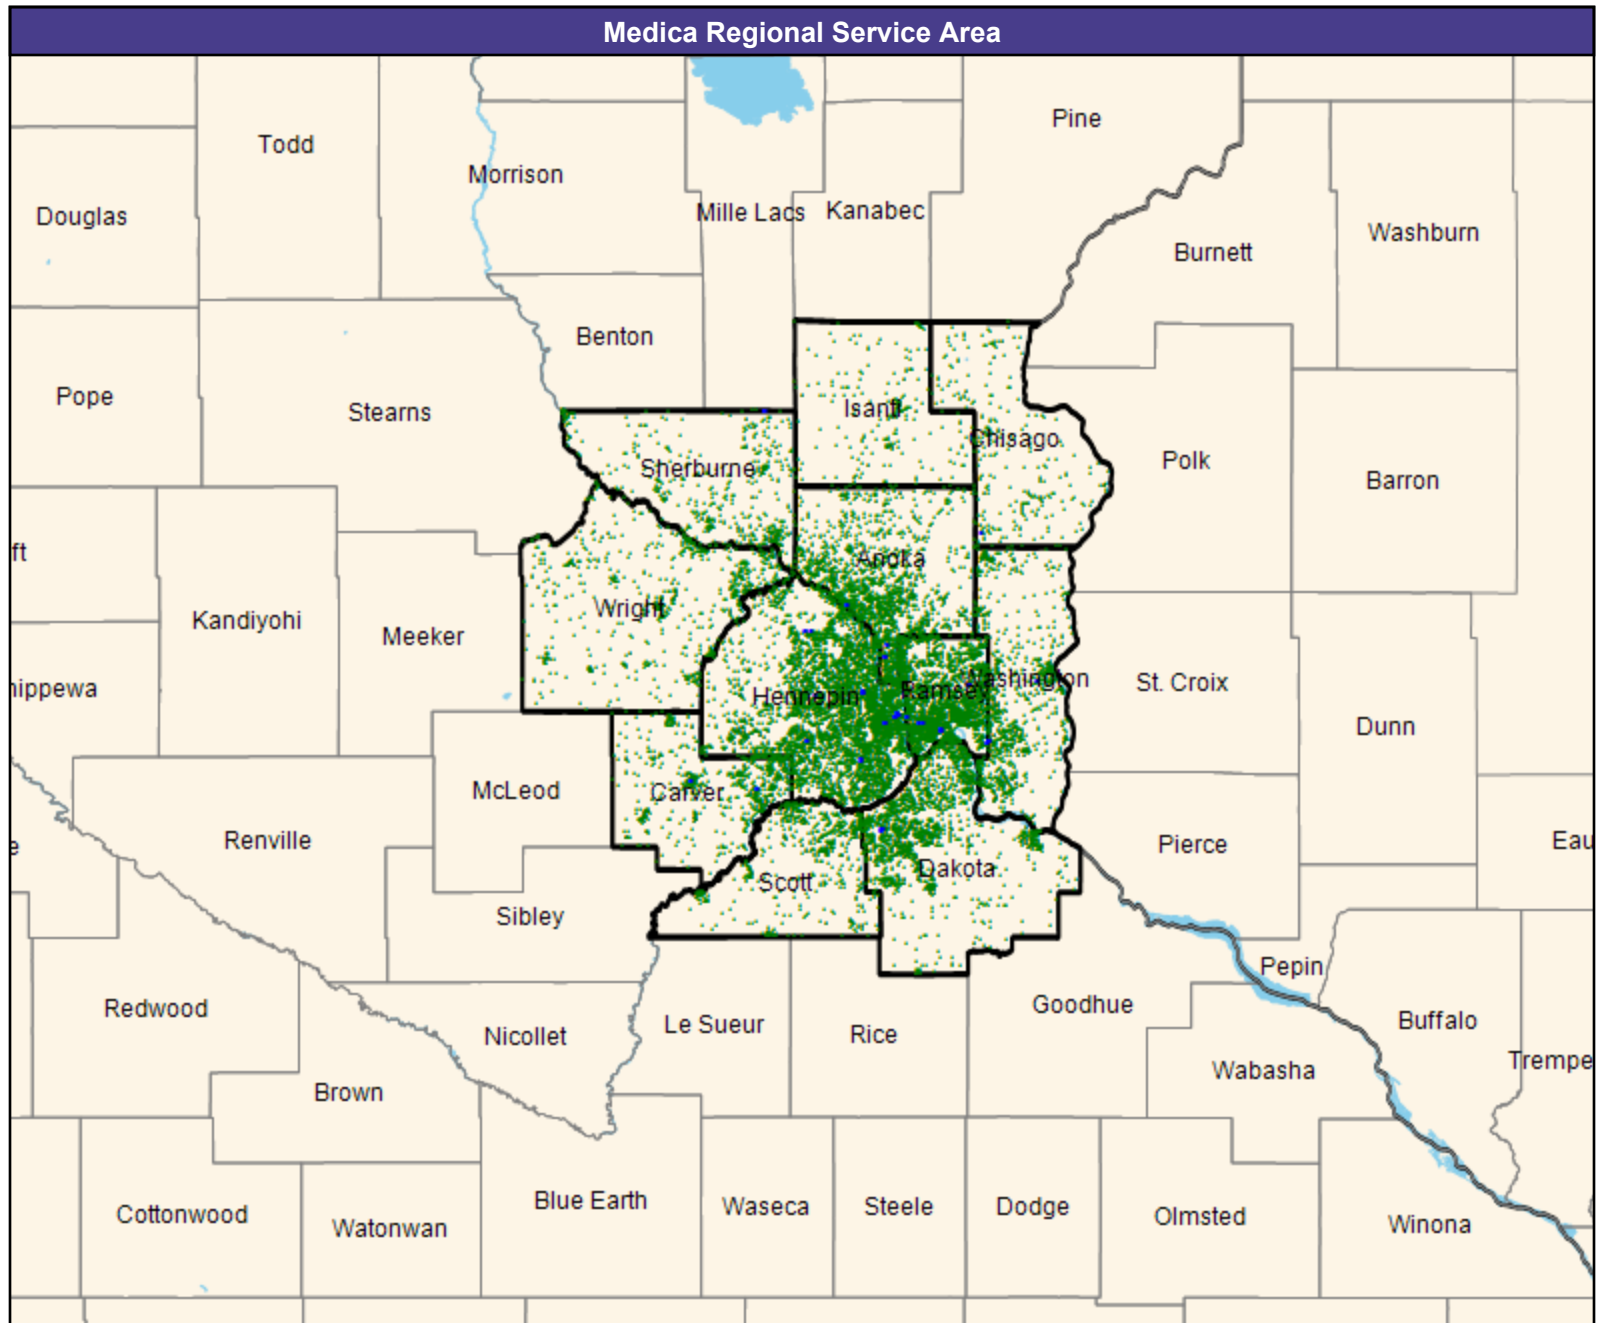 Medica Regional Service Area
Pine
Todd
Morrison
Douglas
Mille Lacs
Kanabec
Washburn
Burnett
Benton
Pope
Stearns
Isanti
Chisago
Polk
Sherburne
Barron
ft
Anoka
Wright
Kandiyohi
Meeker
hippewa
Hennepin
Ramsey
Washington
St. Croix
Dunn
McLeod
Carver
Renville
Pierce
Eau
e
Dakota
Scott
Sibley
Pepin
Redwood
Goodhue
Buffalo
Le Sueur
Nicollet
Rice
Trempe
Wabasha
Brown
Blue Earth
Waseca
Steele
Dodge
Cottonwood
Olmsted
Watonwan
Winona